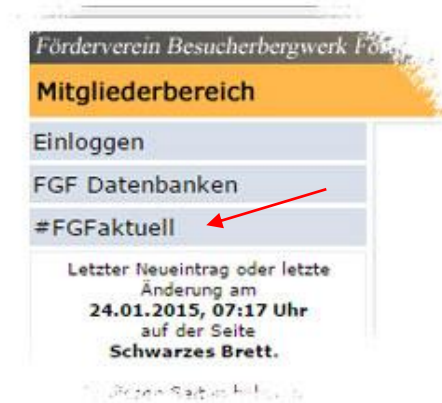 Förderverein Besucherbergwerk
Mitgliederbereich
Einloggen
FGF Datenbanken
#FGFaktuell
Letzter Neueintrag oder letzte
Änderung am
24.01.2015, 07:17 Uhr
auf der Seite
Schwarzes Brett.